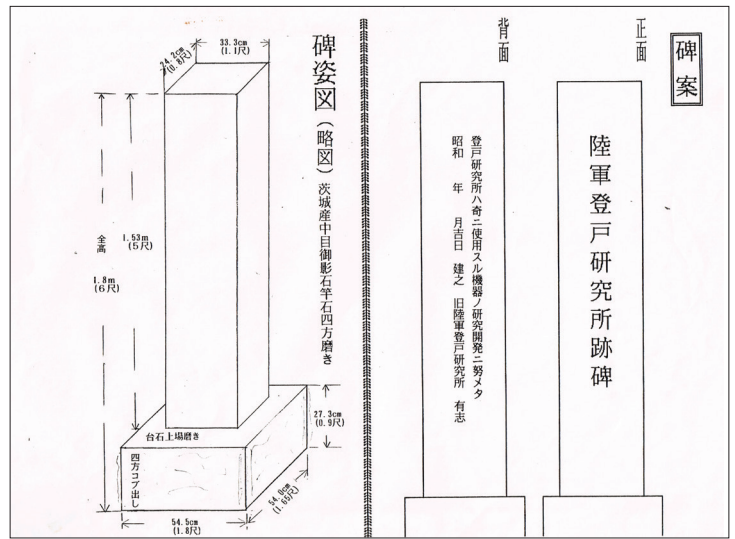 碑案
正面
陸軍登戸研究所跡碑
背面
登戸研究所ハ奇ニ使用スル機器ノ研究開発ニ努メタ
昭和 年 月吉日 建之 旧陸軍登戸研究所 有志
碑姿図（略図）茨城産中目御影石竿石四方磨き
33.3cm
(1.1尺)
24.2cm
(0.8尺)
1.53m
(5尺)
全高
1.8m
(6尺)
台石上場磨き
四方コブ出し
27.3cm
(0.9尺)
54.0cm
(1.65尺)
54.5cm
(1.8尺)